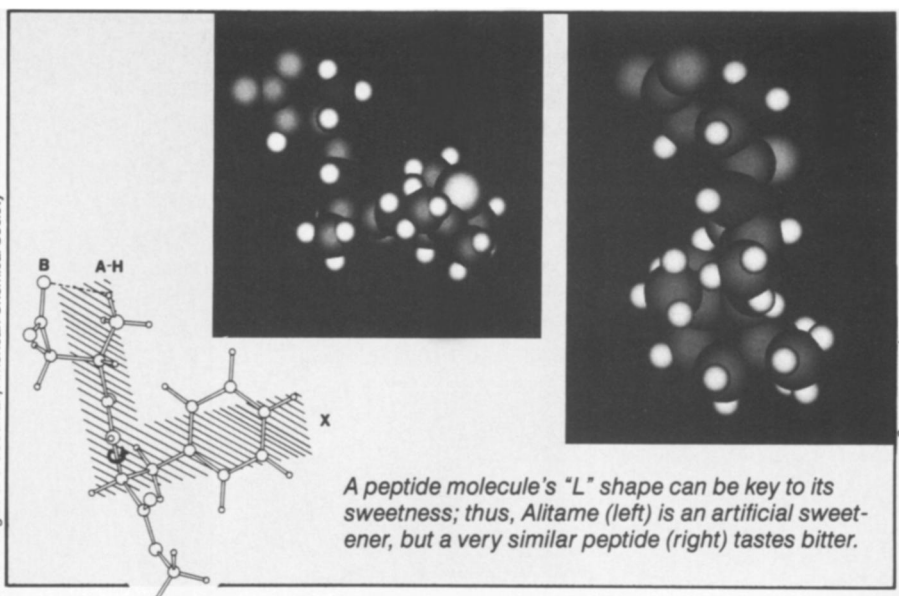 B
A-H
X
A peptide molecule's "L" shape can be key to its
sweetness; thus, Alitame (left) is an artificial sweet-
ener, but a very similar peptide (right) tastes bitter.